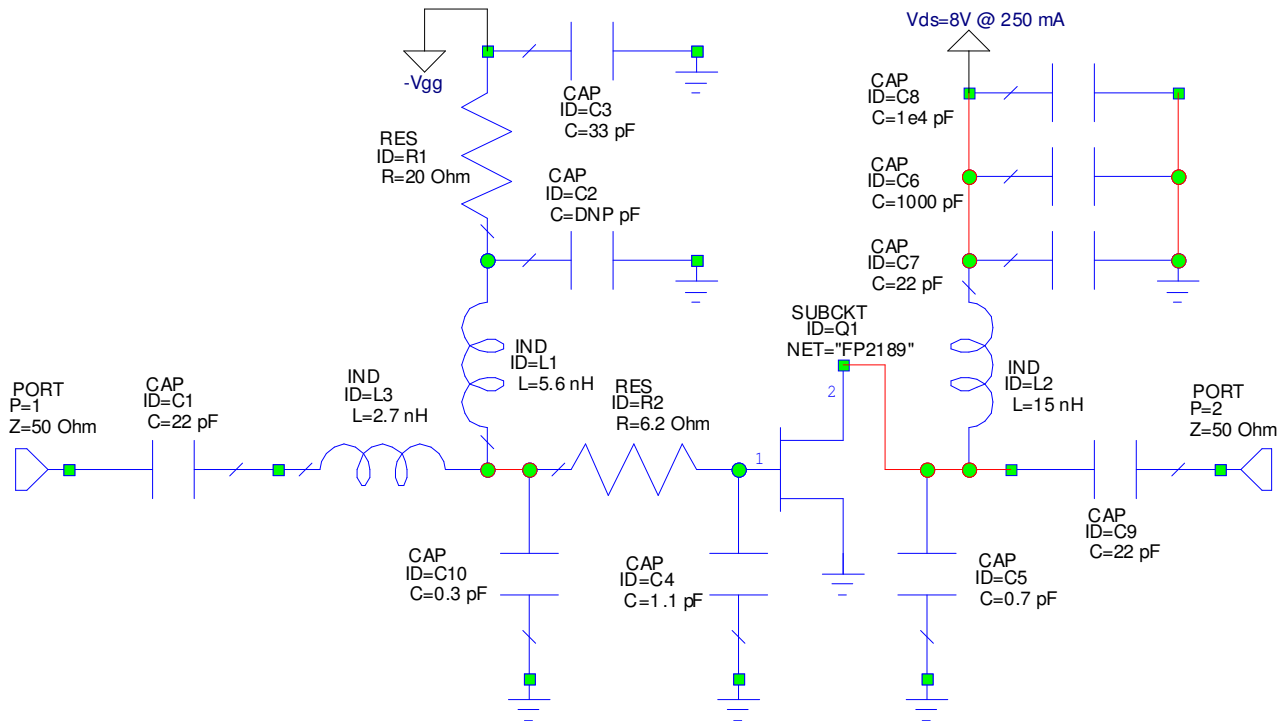 Vds=8V @ 250 mA
-Vgg
CAP
ID=C3
C=33 pF
CAP
ID=C8
C=1e4 pF
RES
ID=R1
R=20 Ohm
CAP
ID=C2
C=DNP pF
CAP
ID=C6
C=1000 pF
CAP
ID=C7
C=22 pF
SUBCKT
ID=Q1
NET="FP2189"
IND
ID=L1
L=5.6 nH
IND
ID=L2
L=15 nH
PORT
P=1
Z=50 Ohm
CAP
ID=C1
C=22 pF
IND
ID=L3
L=2.7 nH
RES
ID=R2
R=6.2 Ohm
1
2
PORT
P=2
Z=50 Ohm
CAP
ID=C9
C=22 pF
CAP
ID=C10
C=0.3 pF
CAP
ID=C4
C=1.1 pF
CAP
ID=C5
C=0.7 pF